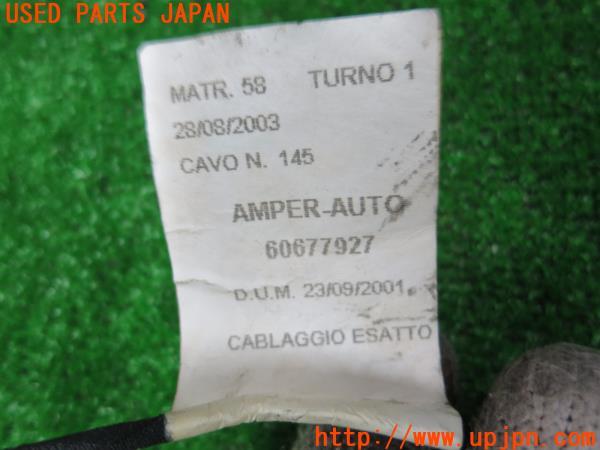 USED PARTS JAPAN
MATR. 58 TURNO 1
28/08/2003
CAVO N. 145
AMPER-AUTO
60677927
D.U.M. 23/09/2001
CABLAGGIO ESATTO
http://www.upjpn.com